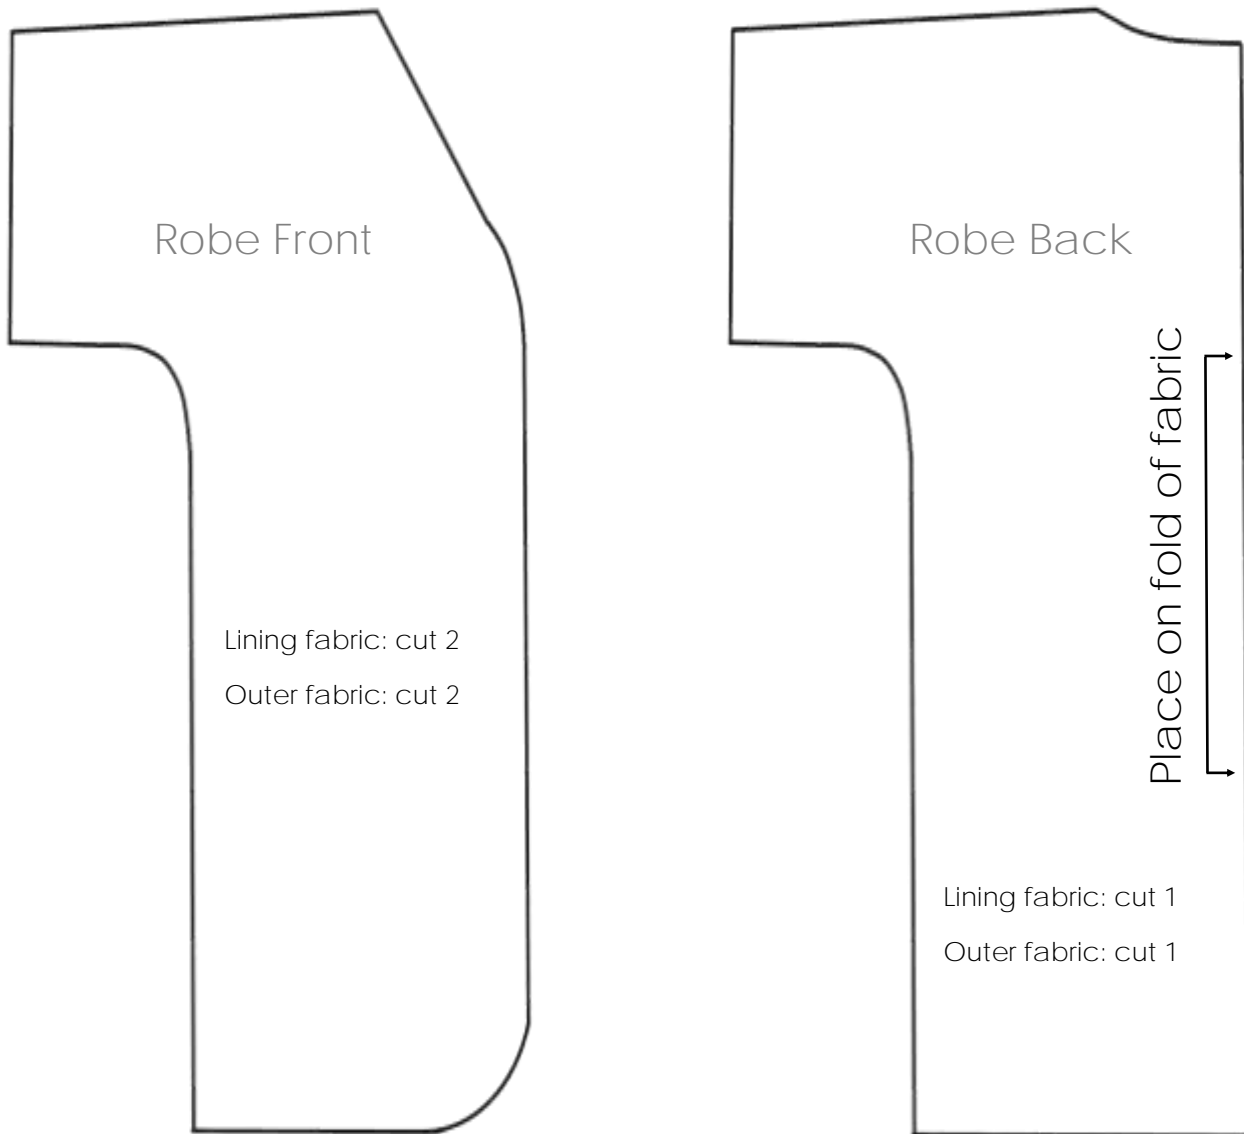 Robe Front
Lining fabric: cut 2
Outer fabric: cut 2
Robe Back
Place on fold of fabric
Lining fabric: cut 1
Outer fabric: cut 1